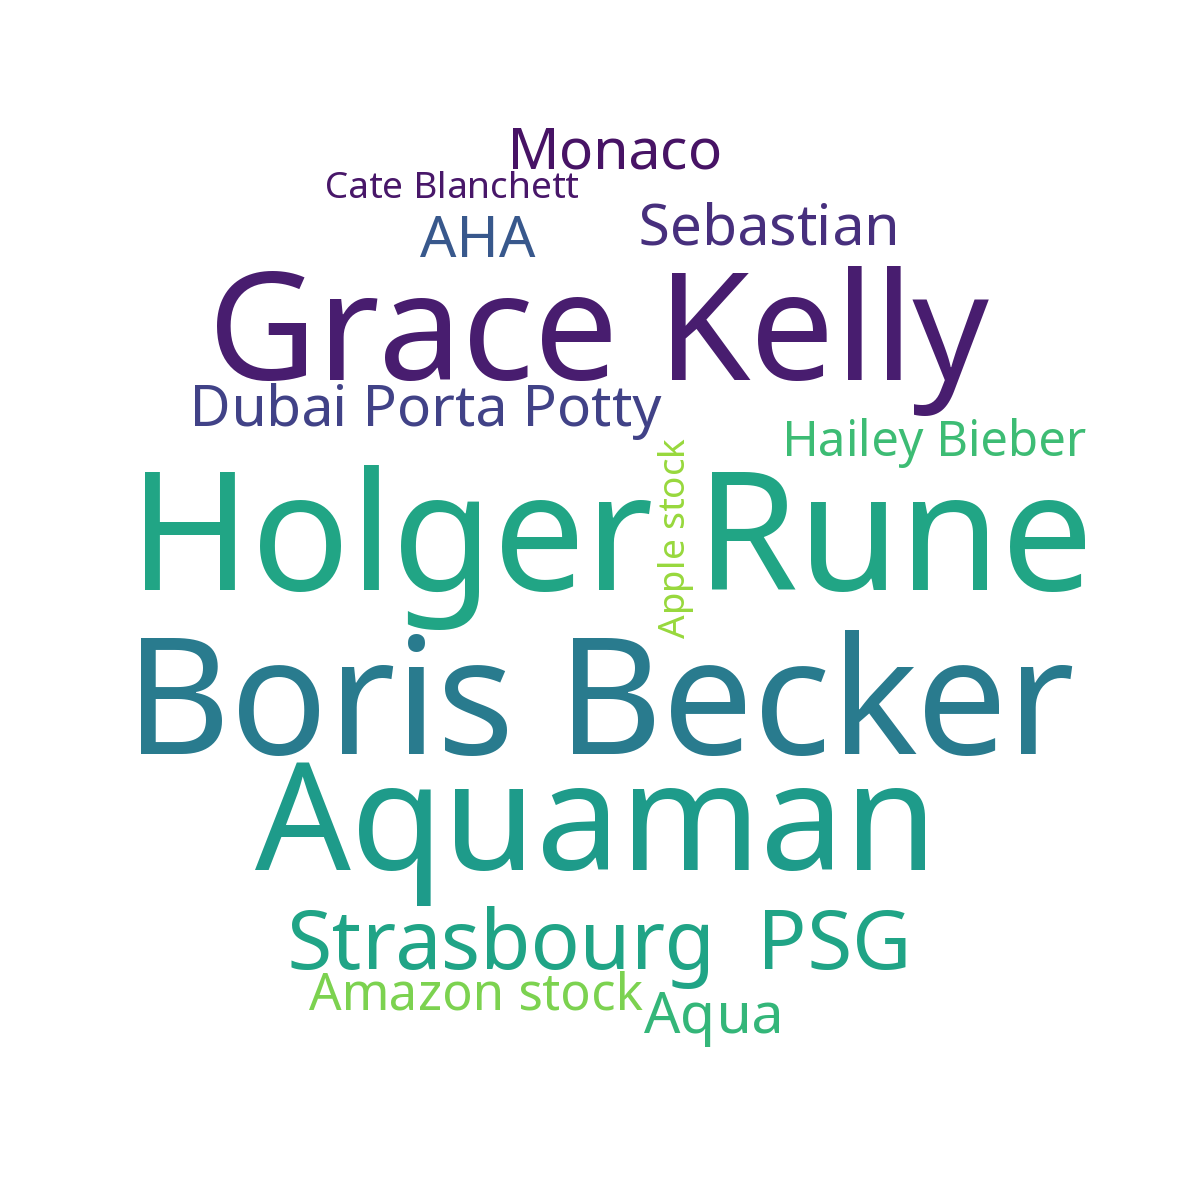 Monaco
Cate Blanchett
Sebastian
AHA
Grace Kelly
Dubai Porta Potty
Hailey Bieber
Apple stock
Holger Rune
Boris Becker
Aquaman
Strasbourg PSG
Amazon stock
Aqua